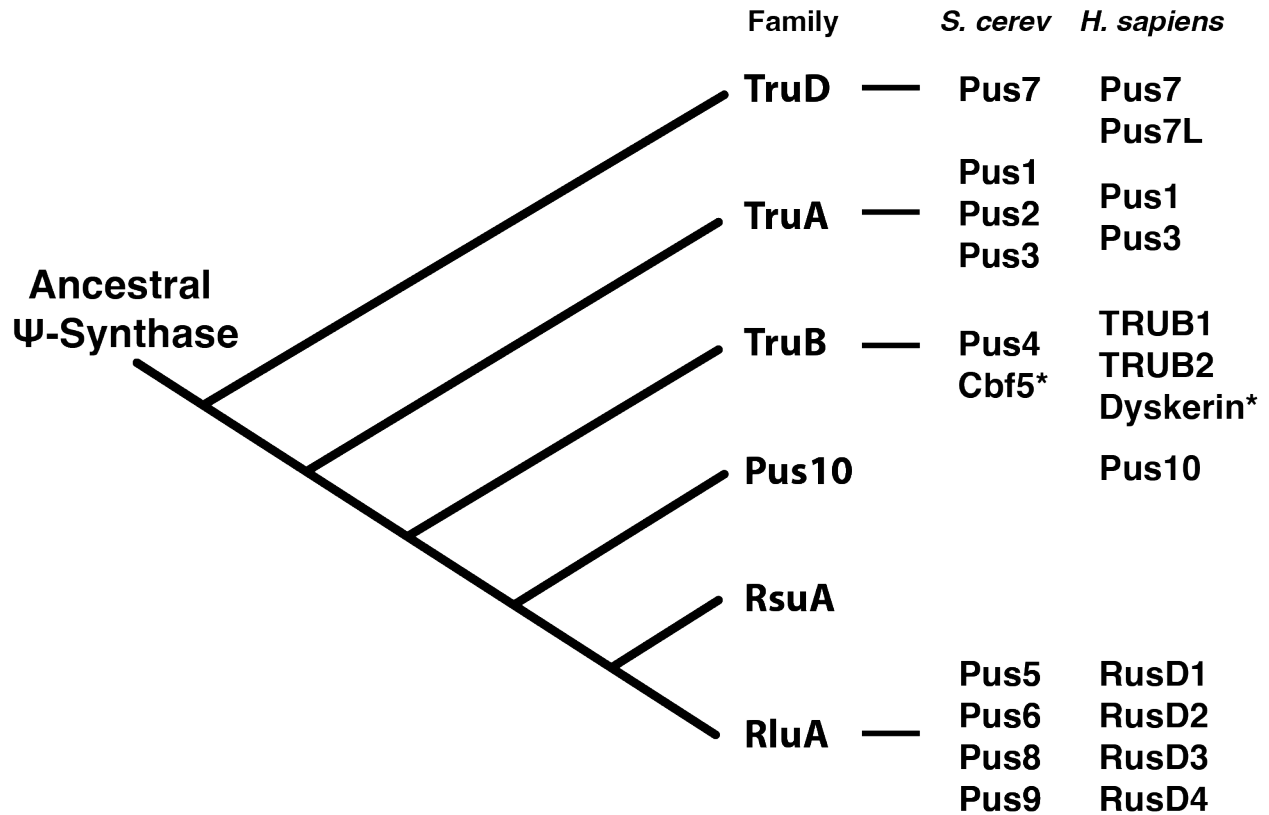 Family S. cerev H. sapiens
TruD — Pus7 Pus7
Pus7L
Pus1
TruA — Pus2 Pus1
Pus3 Pus3
Ancestral
Ψ-Synthase
TRUB1
TruB — Pus4 TRUB2
Cbf5* Dyskerin*
Pus10 Pus10
RsuA
Pus5 RusD1
Pus6 RusD2
RluA — Pus8 RusD3
Pus9 RusD4